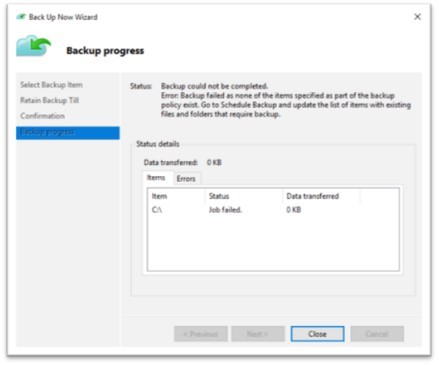 Back Up Now Wizard
Backup progress
Select Backup Item
Retain Backup Till
Confirmation
Backup progress
Status: Backup could not be completed.
Error: Backup failed as none of the items specified as part of the backup
policy exist. Go to Schedule Backup and update the list of items with existing
files and folders that require backup.
Status details
Data transferred: 0 KB
Items Errors
Item Status Data transferred
C:\ Job failed. 0 KB
< Previous Next > Close Cancel